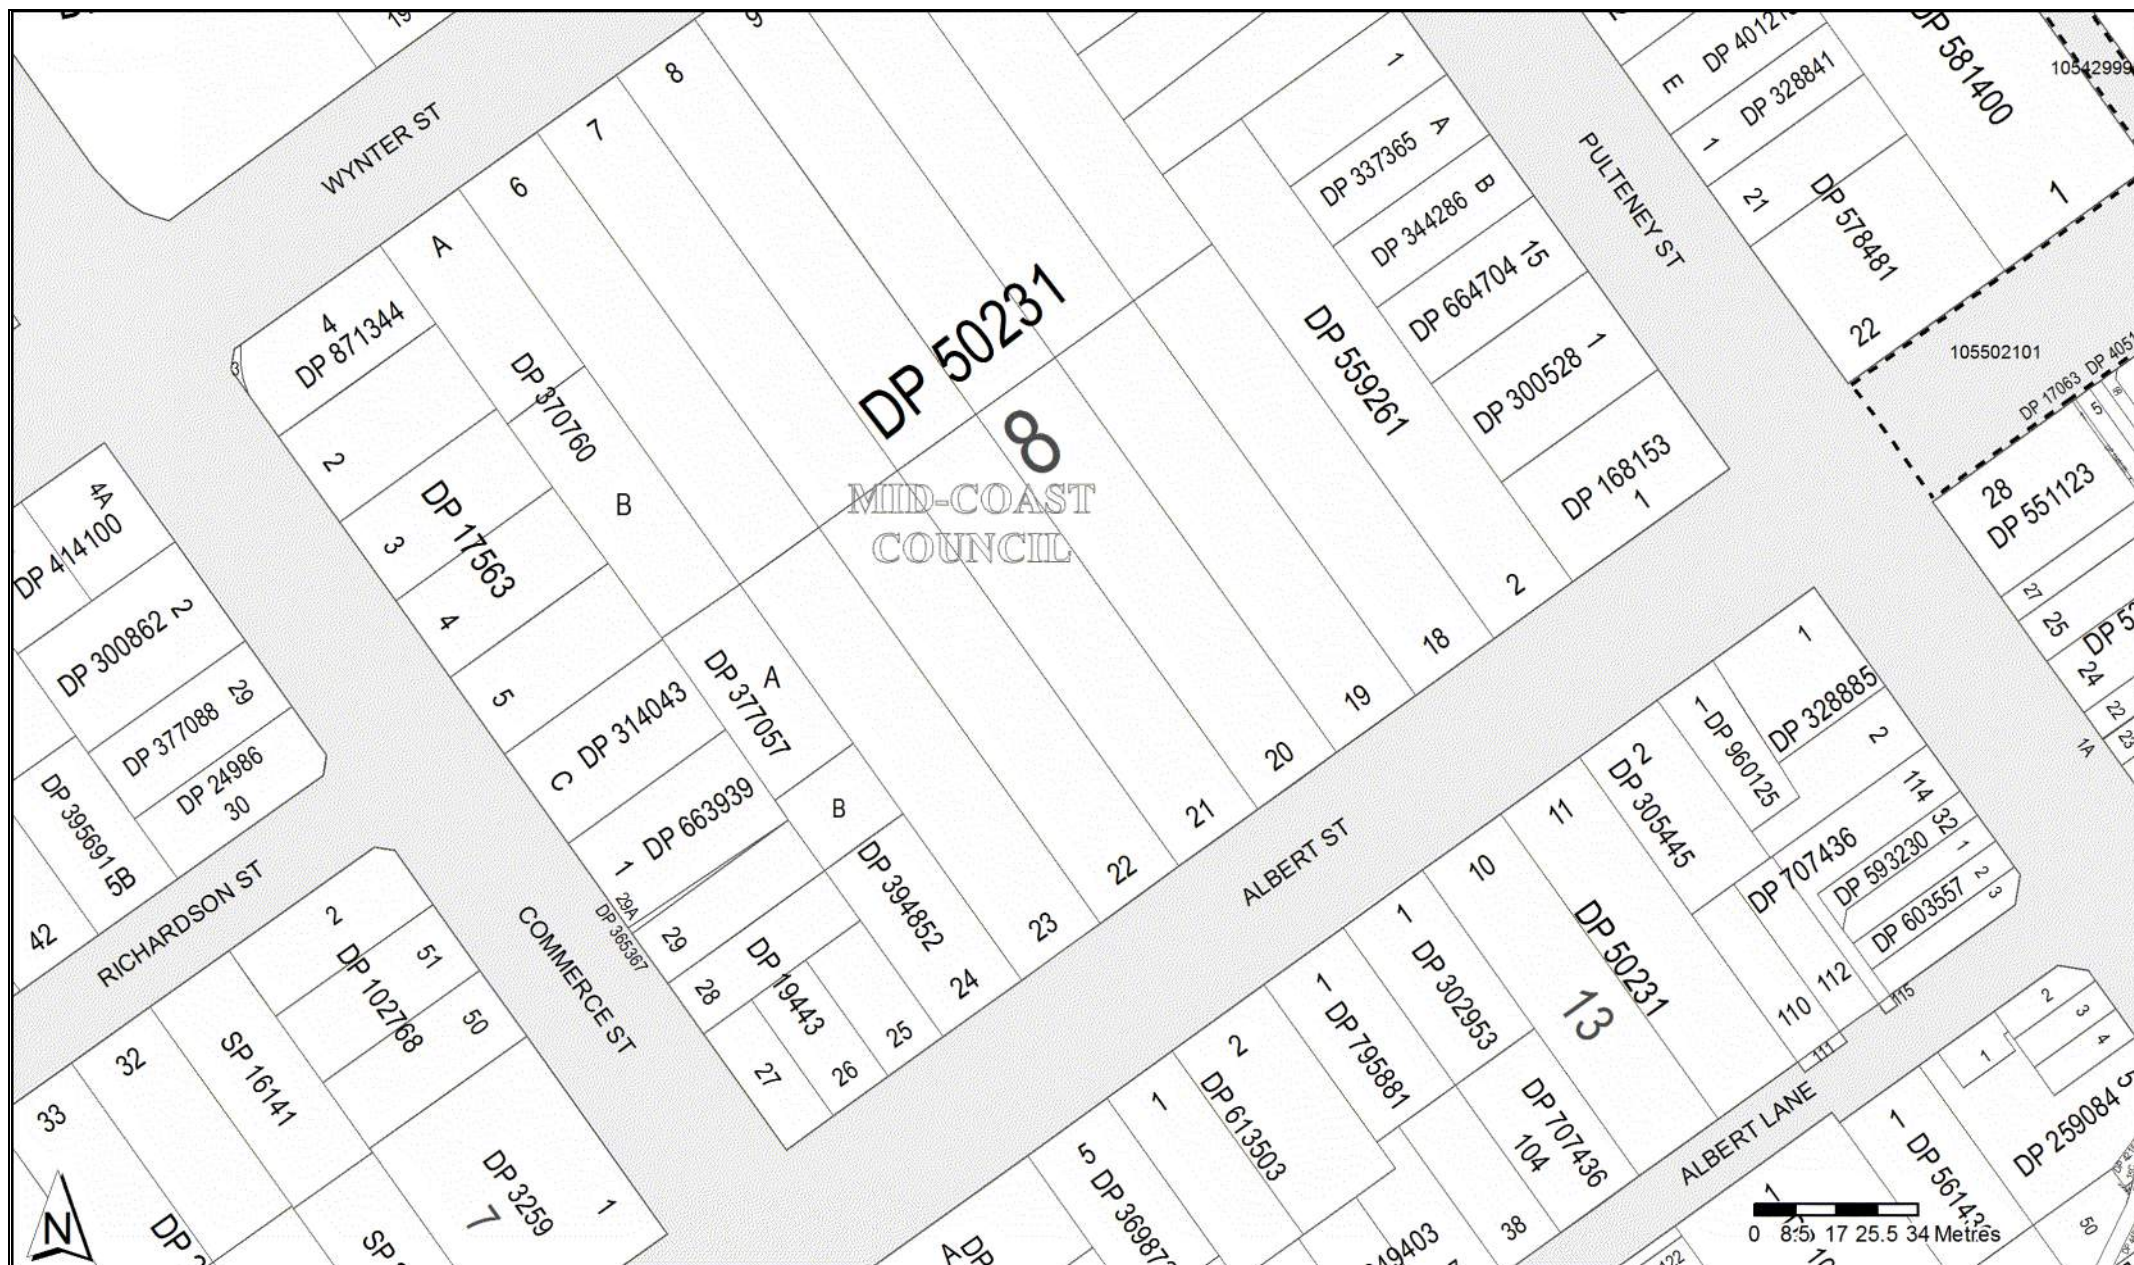 19
WYNTER ST
9
8
7
6
A
4
DP 871344
3
2
3
DP 17563
4
5
DP 370760
B
DP 50231
8
MID-COAST
COUNCIL
1
DP 337365 A
DP 344286 B
DP 664704 15
DP 300528 1
DP 168153
1
DP 559261
2
18
19
20
21
22
23
24
PULTENEY ST
DP 581400
1
E
DP 328841
1
21
DP 578481
22
105502101
DP 17063
5
28
DP 551123
27
25
24
22
23
1A
4A
DP 414100
DP 300862 2
DP 377088 29
DP 24986
30
DP 395691
5B
42
RICHARDSON ST
COMMERCE ST
C DP 314043
1 DP 663939
DP 377057
A
B
29A
DP 365367
29
28
DP 19443
27
26
25
DP 394852
ALBERT ST
2
51
DP 102768
50
SP 16141
32
33
DP 3259
1
7
N
1
DP 328885
2
1
DP 960125
2
DP 305445
11
10
1
DP 302953
1
DP 795881
2
DP 613503
1
5
A
DP 50231
13
DP 707436
114
DP 593230 32
1
2
DP 603557
3
110
112
115
111
DP 707436
104
38
ALBERT LANE
2
3
4
1
DP 259084 5
1
50
1
0 8.5 17 25.5 34 Metres